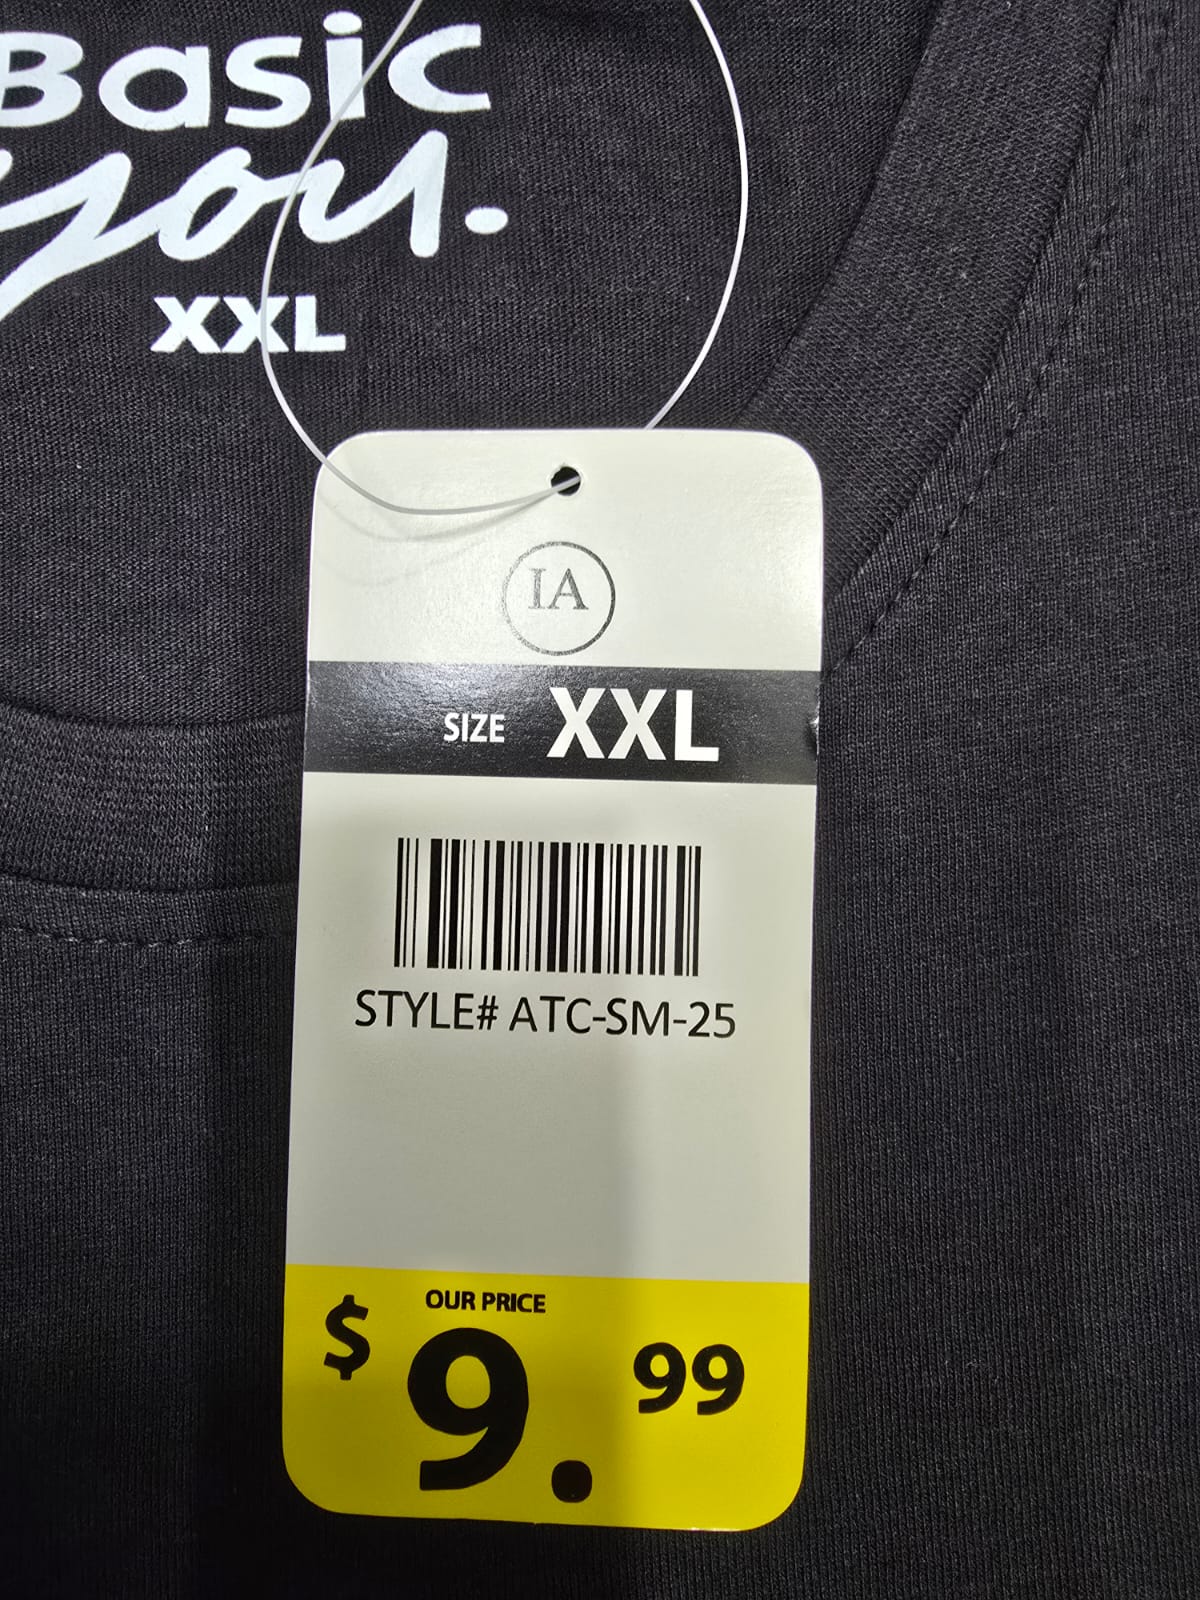 Basic
you.
XXL
IA
SIZE XXL
STYLE# ATC-SM-25
OUR PRICE
$ 9.99